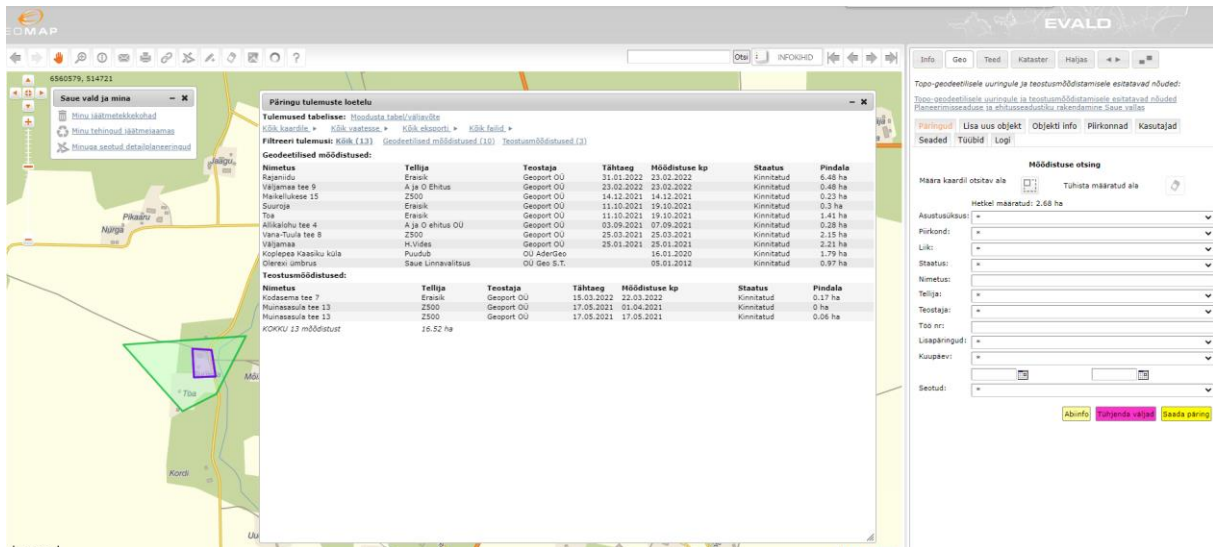 EOMAP
EVALD
Otsi
INFOKIHID
6560579, 514721
Saue vald ja mina
Minu jäätmetekkekohad
Minu tehingud jäätmejaamas
Minuga seotud detailplaneeringud
Jaagu
Pikaaru
Nurga
Toa
Kordi
Päringu tulemuste loetelu
Tulemused tabelisse: Moodusta tabel/väljavõte
Kõik kaardile ► Kõik vaatesse ► Kõik eksporti ► Kõik failid ►
Filtreeri tulemusi: Kõik (13) Geodeetilised mõõdistused (10) Teostusmõõdistused (3)
Geodeetilised mõõdistused:
Nimetus Tellija Teostaja Tähtaeg Mõõdistuse kp Staatus Pindala
Rajaniidu Eraisik Geoport OÜ 31.01.2022 23.02.2022 Kinnitatud 6.48 ha
Väljamaa tee 9 A ja O Ehitus Geoport OÜ 23.02.2022 23.02.2022 Kinnitatud 0.48 ha
Maikellukese 15 Z500 Geoport OÜ 14.12.2021 14.12.2021 Kinnitatud 0.23 ha
Suuroja Eraisik Geoport OÜ 11.10.2021 19.10.2021 Kinnitatud 0.3 ha
Toa Eraisik Geoport OÜ 11.10.2021 19.10.2021 Kinnitatud 1.41 ha
Allikalohu tee 4 A ja O ehitus OÜ Geoport OÜ 03.09.2021 07.09.2021 Kinnitatud 0.28 ha
Vana-Tuula tee 8 Z500 Geoport OÜ 25.03.2021 25.03.2021 Kinnitatud 2.15 ha
Väljamaa H.Vides Geoport OÜ 25.01.2021 25.01.2021 Kinnitatud 2.21 ha
Koplepea Kaasiku küla Puudub OÜ AderGeo 16.01.2020 Kinnitatud 1.79 ha
Olerexi ümbrus Saue Linnavalitsus OÜ Geo S.T. 05.01.2012 Kinnitatud 0.97 ha
Teostusmõõdistused:
Nimetus Tellija Teostaja Tähtaeg Mõõdistuse kp Staatus Pindala
Kodasema tee 7 Eraisik Geoport OÜ 15.03.2022 22.03.2022 Kinnitatud 0.17 ha
Muinasasula tee 13 Z500 Geoport OÜ 17.05.2021 01.04.2021 Kinnitatud 0 ha
Muinasasula tee 13 Z500 Geoport OÜ 17.05.2021 17.05.2021 Kinnitatud 0.06 ha
KOKKU 13 mõõdistust 16.52 ha
Info Geo Teed Kataster Haljas
Topo-geodeetilisele uuringule ja teostusmõõdistamisele esitatavad nõuded:
Topo-geodeetilisele uuringule ja teostusmõõdistamisele esitatavad nõuded
Planeerimisseaduse ja ehitusseadustiku rakendamine Saue vallas
Päringud Lisa uus objekt Objekti info Piirkonnad Kasutajad
Seaded Tüübid Logi
Mõõdistuse otsing
Määra kaardil otsitav ala Tühista määratud ala
Hetkel määratud: 2.68 ha
Asustusüksus: *
Piirkond: *
Liik: *
Staatus: *
Nimetus:
Tellija: *
Teostaja: *
Töö nr:
Lisapäringud: *
Kuupäev: *
Seotud: *
Abiinfo Tühjenda väljad Saada päring